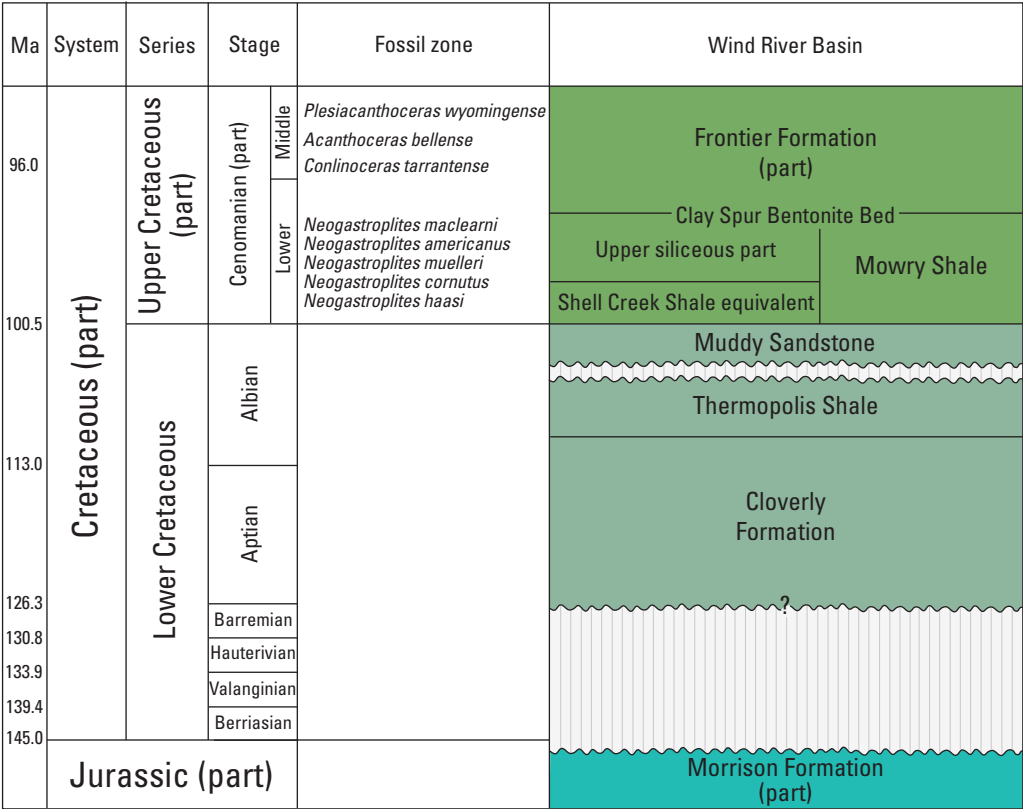 Ma
System
Series
Stage
Fossil zone
Wind River Basin
96.0
100.5
113.0
126.3
130.8
133.9
139.4
145.0
Cretaceous (part)
Upper Cretaceous
(part)
Lower Cretaceous
Cenomanian (part)
Middle
Lower
Albian
Aptian
Barremian
Hauterivian
Valanginian
Berriasian
Jurassic (part)
Plesiacanthoceras wyomingense
Acanthoceras bellense
Conlinoceras tarrantense
Neogastroplites maclearni
Neogastroplites americanus
Neogastroplites muelleri
Neogastroplites cornutus
Neogastroplites haasi
Frontier Formation
(part)
Clay Spur Bentonite Bed
Upper siliceous part
Mowry Shale
Shell Creek Shale equivalent
Muddy Sandstone
Thermopolis Shale
Cloverly
Formation
?
Morrison Formation
(part)